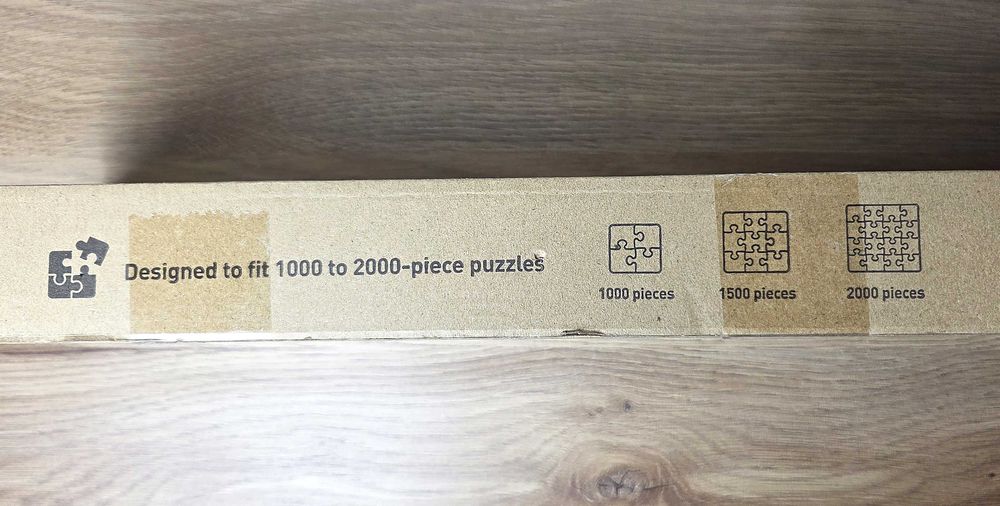 Designed to fit 1000 to 2000-piece puzzles
1000 pieces
1500 pieces
2000 pieces